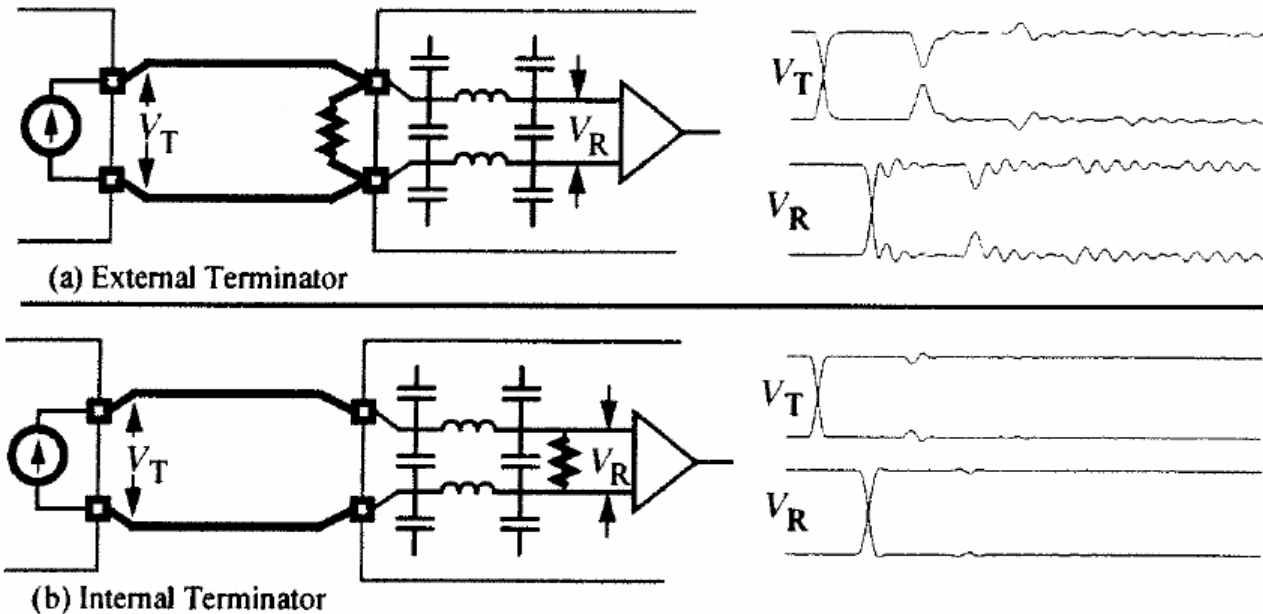 V_T
V_R
V_T
V_R
(a) External Terminator
V_T
V_R
V_T
V_R
(b) Internal Terminator